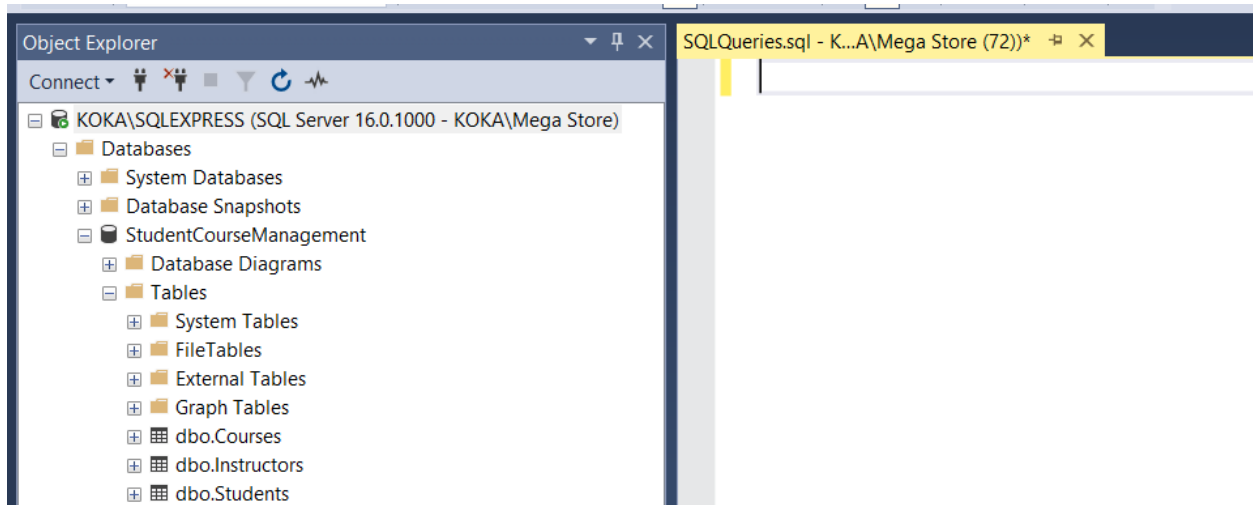 Object Explorer
SQLQueries.sql - K...A\Mega Store (72))*
Connect
KOKA\SQLEXPRESS (SQL Server 16.0.1000 - KOKA\Mega Store)
Databases
System Databases
Database Snapshots
StudentCourseManagement
Database Diagrams
Tables
System Tables
FileTables
External Tables
Graph Tables
dbo.Courses
dbo.Instructors
dbo.Students